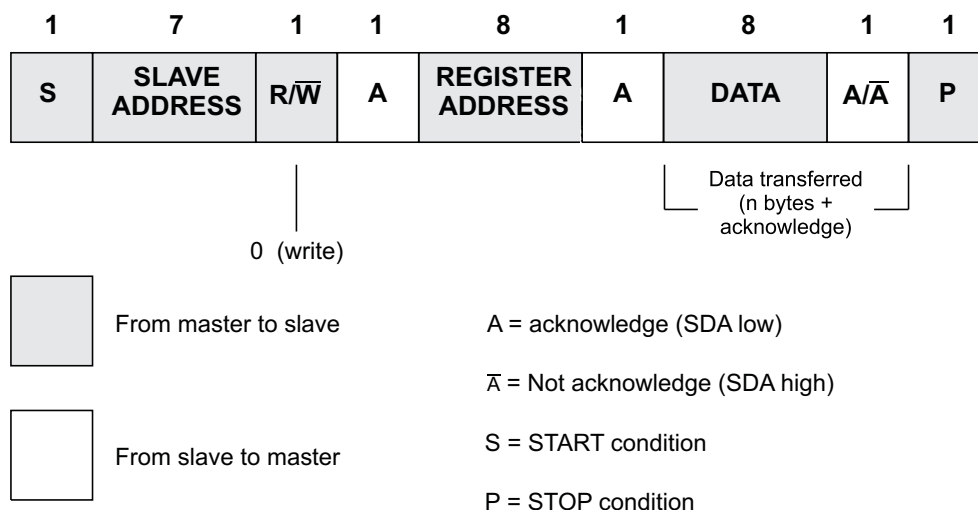 1 7 1 1 8 1 8 1 1
S SLAVE ADDRESS R/W̅ A REGISTER ADDRESS A DATA A/A̅ P
Data transferred
(n bytes +
acknowledge)
0 (write)
From master to slave
A = acknowledge (SDA low)
A̅ = Not acknowledge (SDA high)
From slave to master
S = START condition
P = STOP condition